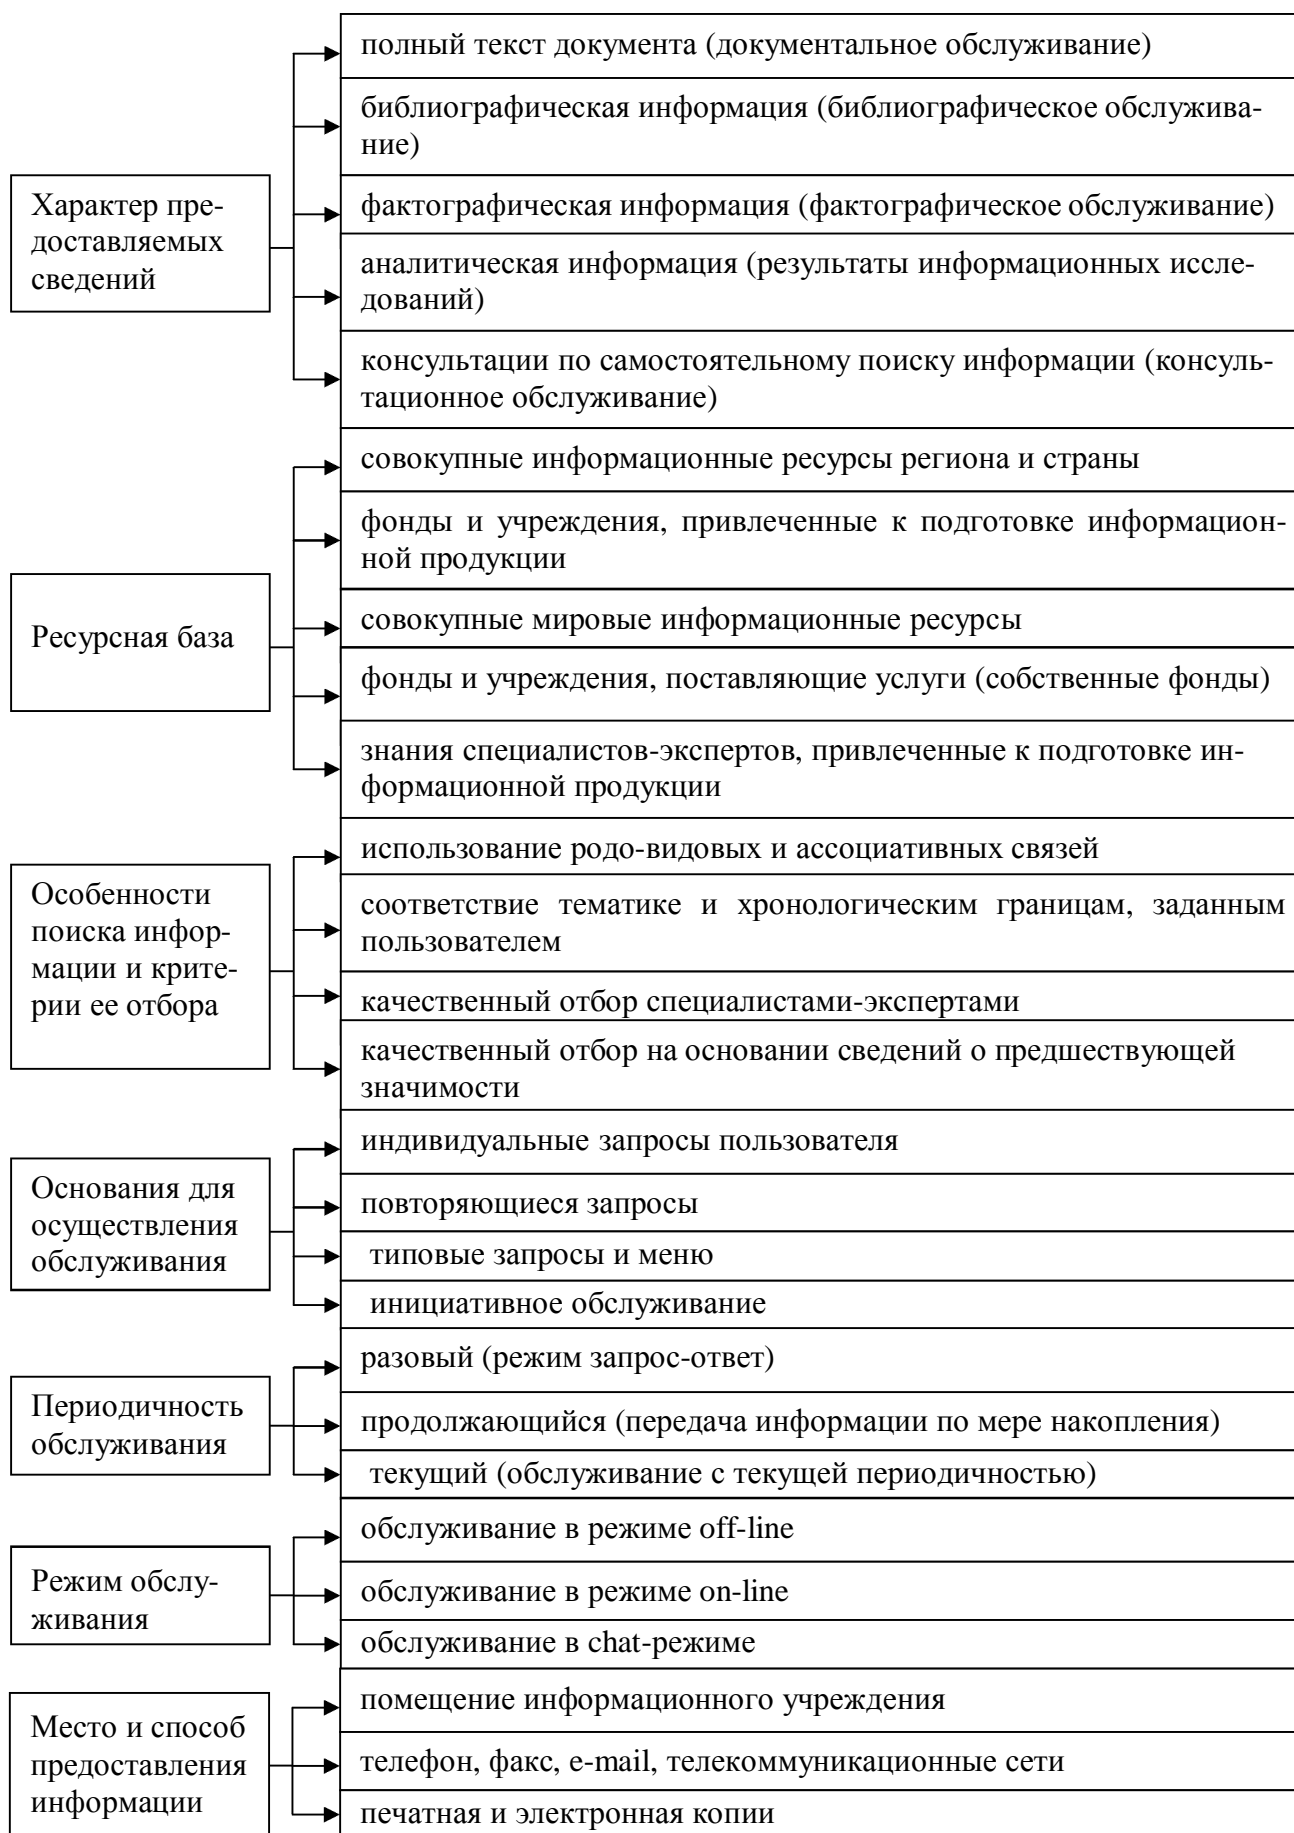 полный текст документа (документальное обслуживание)
библиографическая информация (библиографическое обслужива-
ние)
Характер пре-
доставляемых
сведений
фактографическая информация (фактографическое обслуживание)
аналитическая информация (результаты информационных иссле-
дований)
консультации по самостоятельному поиску информации (консуль-
тационное обслуживание)
совокупные информационные ресурсы региона и страны
фонды и учреждения, привлеченные к подготовке информацион-
ной продукции
Ресурсная база
совокупные мировые информационные ресурсы
фонды и учреждения, поставляющие услуги (собственные фонды)
знания специалистов-экспертов, привлеченные к подготовке ин-
формационной продукции
Особенности
поиска инфор-
мации и крите-
рии ее отбора
использование родо-видовых и ассоциативных связей
соответствие тематике и хронологическим границам, заданным
пользователем
качественный отбор специалистами-экспертами
качественный отбор на основании сведений о предшествующей
значимости
Основания для
осуществления
обслуживания
индивидуальные запросы пользователя
повторяющиеся запросы
типовые запросы и меню
инициативное обслуживание
Периодичность
обслуживания
разовый (режим запрос-ответ)
продолжающийся (передача информации по мере накопления)
текущий (обслуживание с текущей периодичностью)
Режим обслу-
живания
обслуживание в режиме off-line
обслуживание в режиме on-line
обслуживание в chat-режиме
Место и способ
предоставления
информации
помещение информационного учреждения
телефон, факс, e-mail, телекоммуникационные сети
печатная и электронная копии